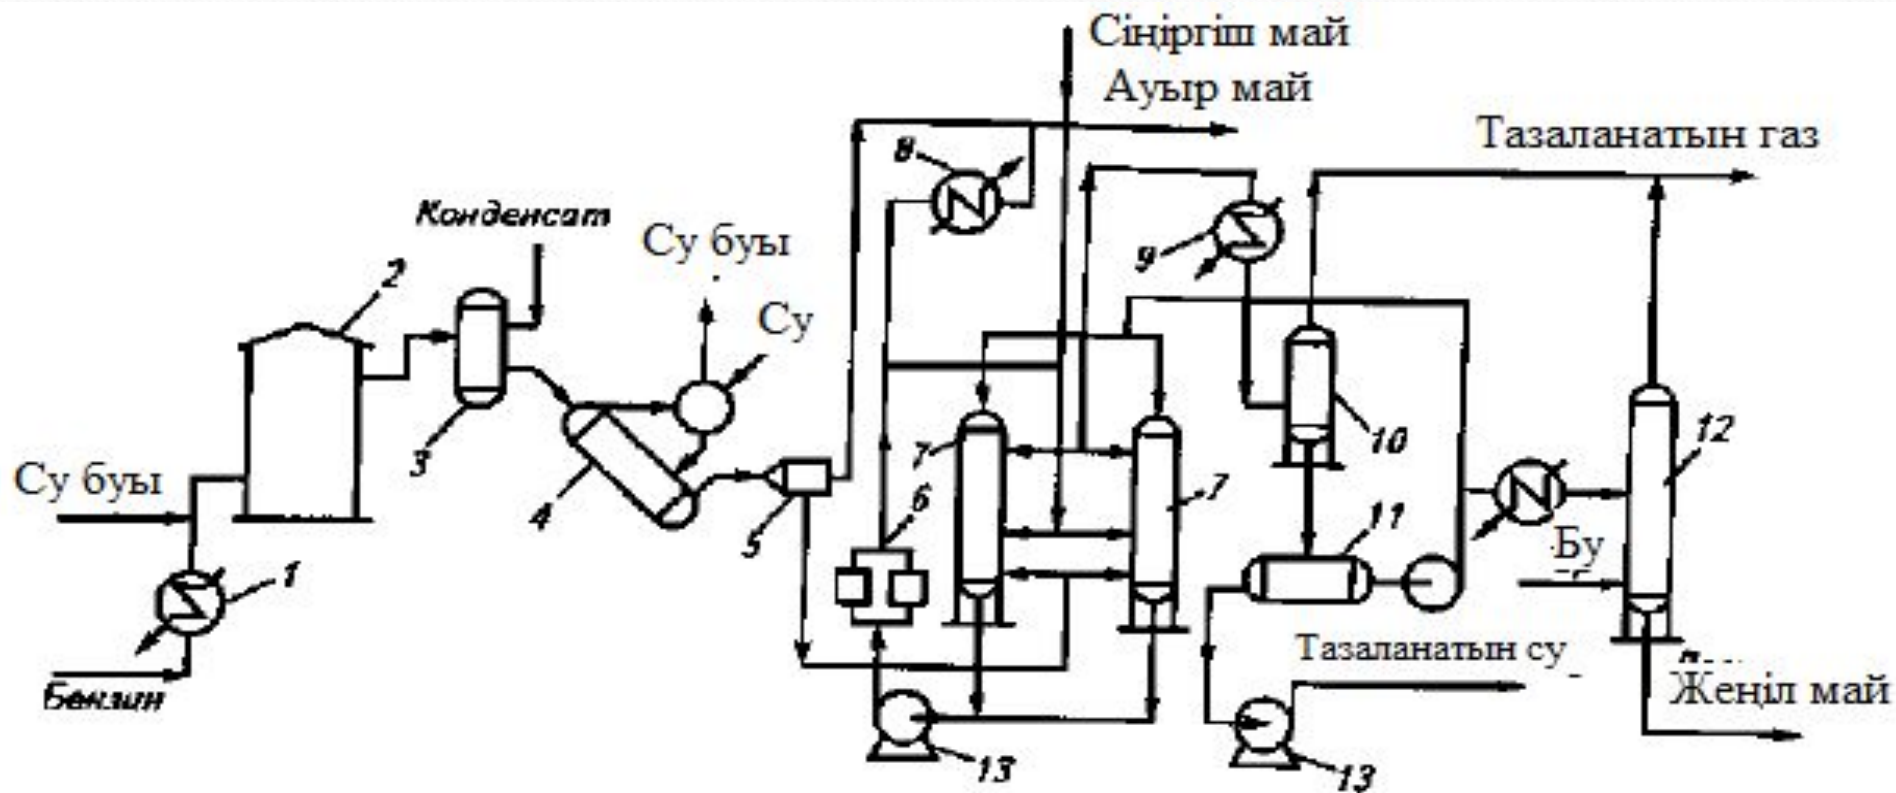 Сіңіргіш май
Ауыр май
Тазаланатын газ
8
Конденсат
Су буы
9
2
Су
3
10
12
7
7
Су буы
4
5
6
11
Бу
1
Тазаланатын су
Бензин
Жеңіл май
13
13